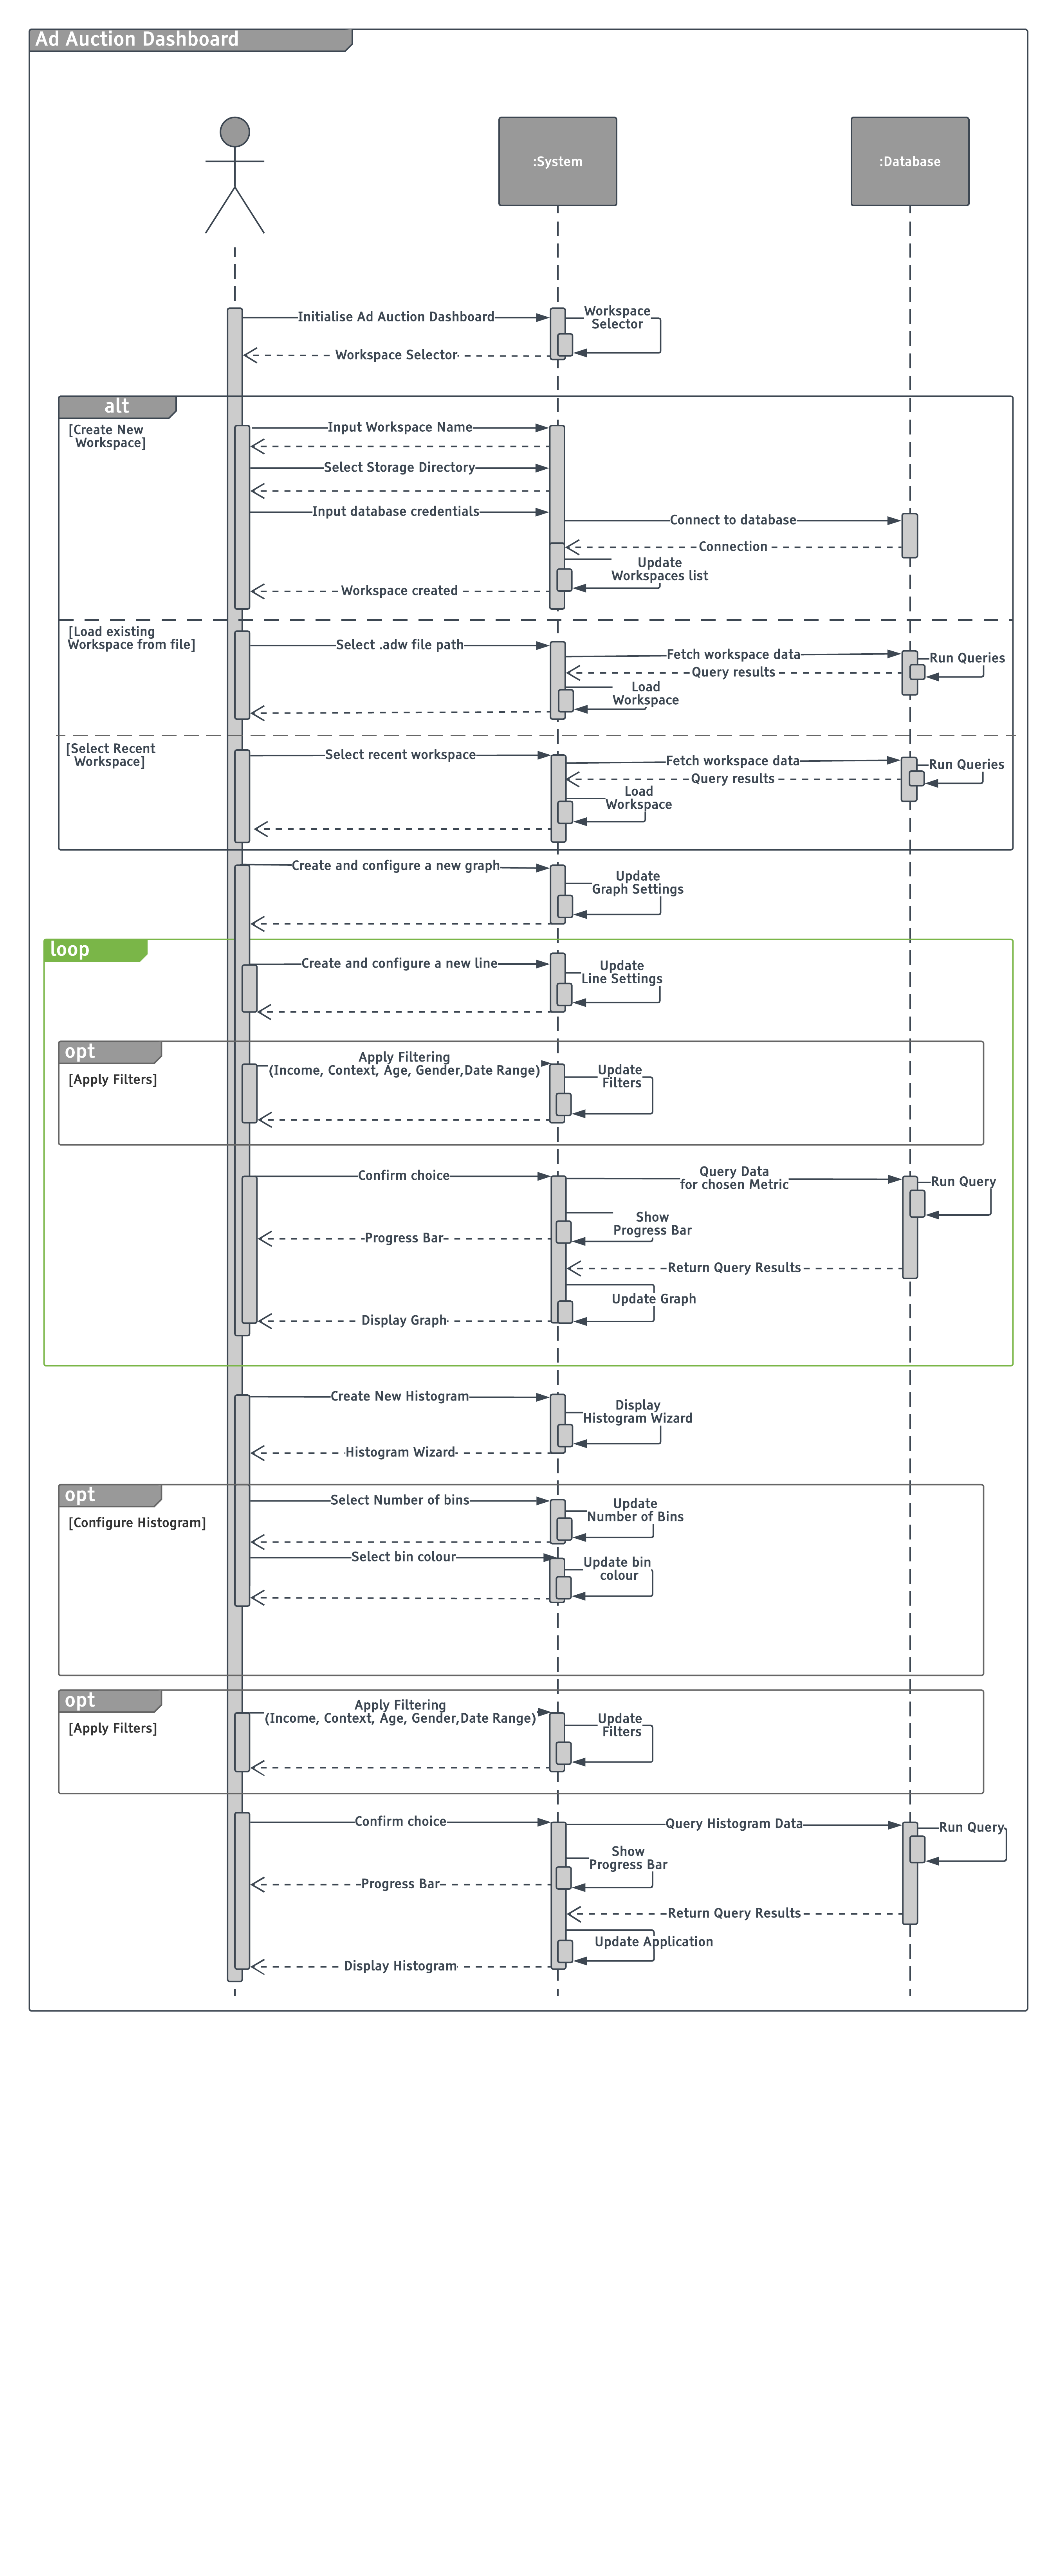 Ad Auction Dashboard
:System
:Database
Initialise Ad Auction Dashboard
Workspace
Selector
Workspace Selector
alt
[Create New
Workspace]
Input Workspace Name
Select Storage Directory
Input database credentials
Connect to database
Connection
Update
Workspaces list
Workspace created
[Load existing
Workspace from file]
Select .adw file path
Fetch workspace data
Run Queries
Query results
Load
Workspace
[Select Recent
Workspace]
Select recent workspace
Fetch workspace data
Run Queries
Query results
Load
Workspace
Create and configure a new graph
Update
Graph Settings
loop
Create and configure a new line
Update
Line Settings
opt
[Apply Filters]
Apply Filtering
(Income, Context, Age, Gender,Date Range)
Update
Filters
Confirm choice
Query Data
for chosen Metric
Run Query
Show
Progress Bar
Progress Bar
Return Query Results
Update Graph
Display Graph
Create New Histogram
Display
Histogram Wizard
Histogram Wizard
opt
[Configure Histogram]
Select Number of bins
Update
Number of Bins
Select bin colour
Update bin
colour
opt
[Apply Filters]
Apply Filtering
(Income, Context, Age, Gender,Date Range)
Update
Filters
Confirm choice
Query Histogram Data
Run Query
Show
Progress Bar
Progress Bar
Return Query Results
Update Application
Display Histogram